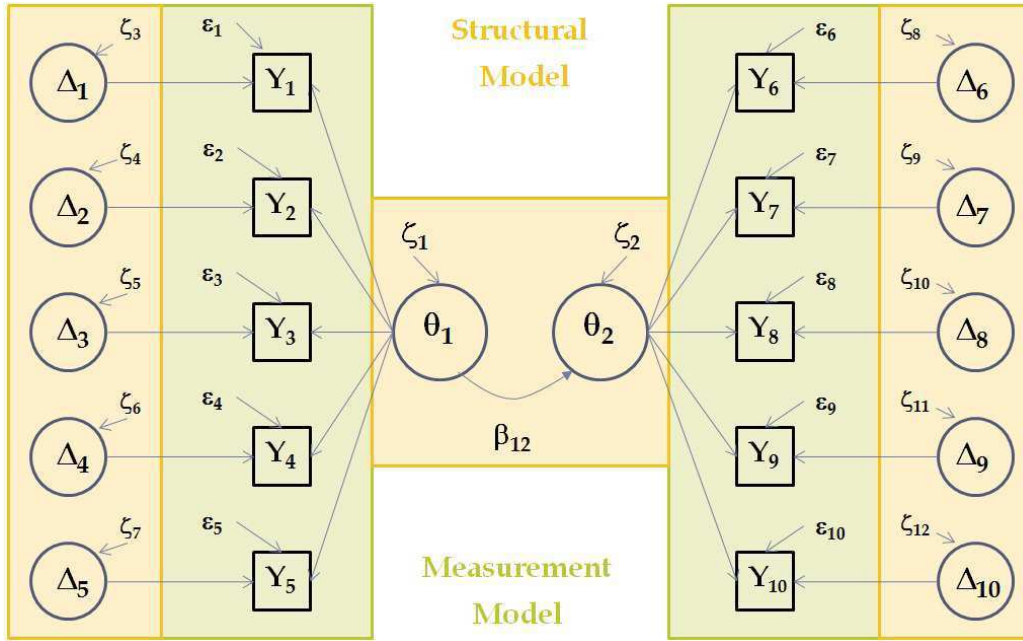 Structural
Model
ζ3
Δ1
ε1
Y1
ζ4
Δ2
ε2
Y2
ζ5
Δ3
ε3
Y3
ζ6
Δ4
ε4
Y4
ζ7
Δ5
ε5
Y5
ζ1
θ1
ζ2
θ2
β12
ε6
Y6
ζ8
Δ6
ε7
Y7
ζ9
Δ7
ε8
Y8
ζ10
Δ8
ε9
Y9
ζ11
Δ9
ε10
Y10
ζ12
Δ10
Measurement
Model